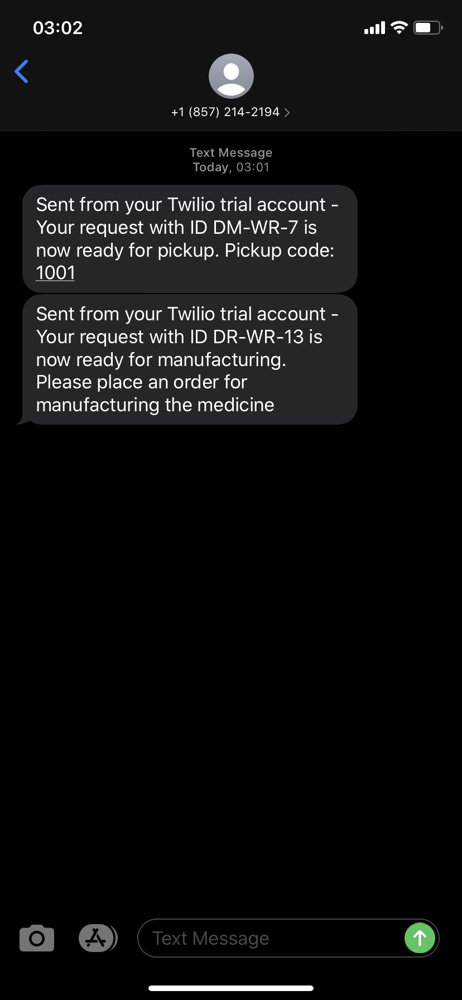 03:02
+1 (857) 214-2194
Text Message
Today, 03:01
Sent from your Twilio trial account -
Your request with ID DM-WR-7 is
now ready for pickup. Pickup code:
1001
Sent from your Twilio trial account -
Your request with ID DR-WR-13 is
now ready for manufacturing.
Please place an order for
manufacturing the medicine
Text Message